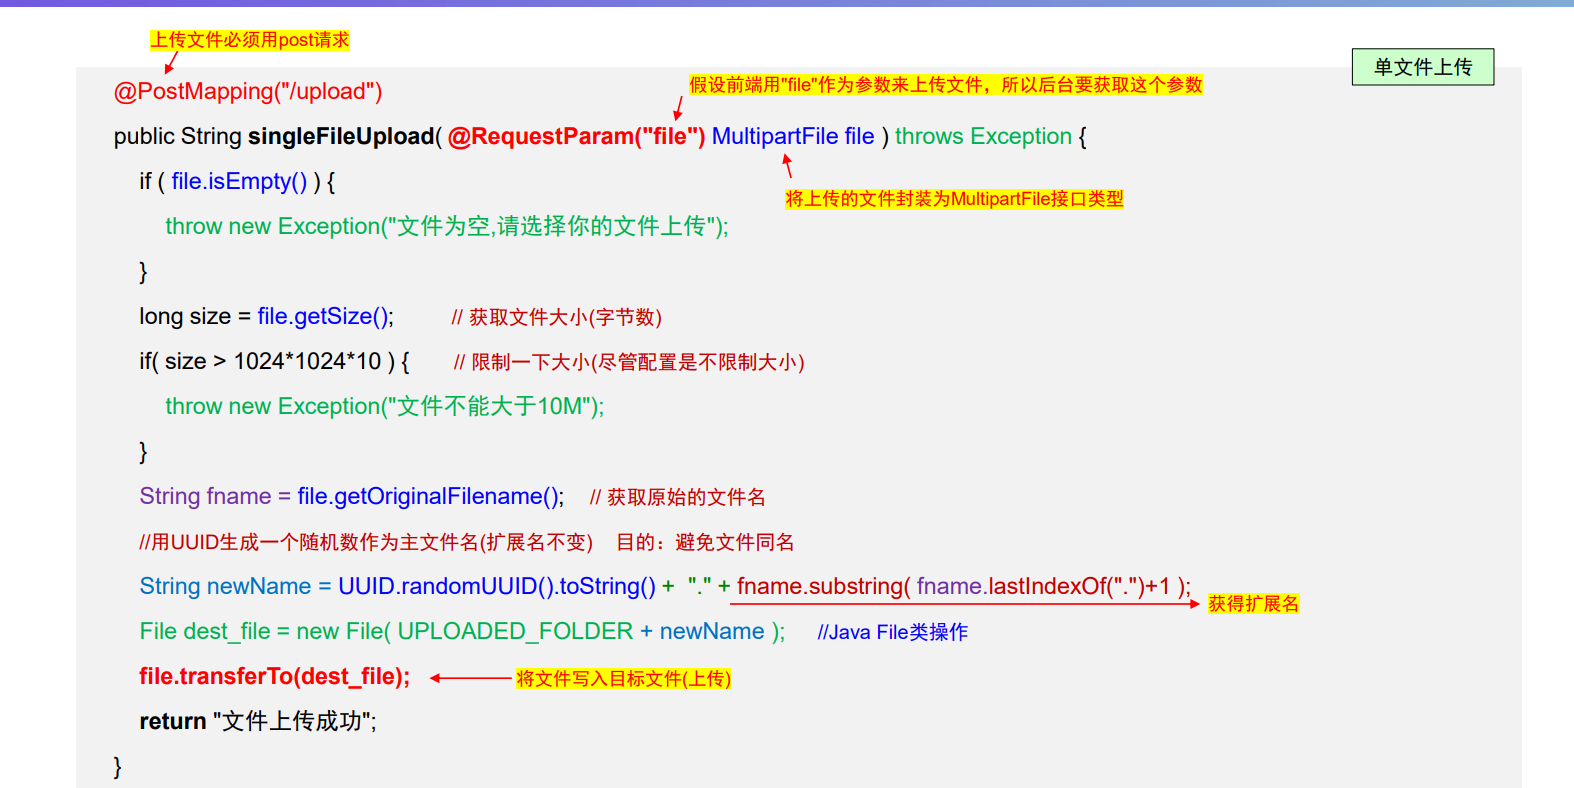 上传文件必须用post请求
单文件上传
@PostMapping("/upload")
假设前端用"file"作为参数来上传文件，所以后台要获取这个参数
public String singleFileUpload( @RequestParam("file") MultipartFile file ) throws Exception {
if ( file.isEmpty() ) {
将上传的文件封装为MultipartFile接口类型
throw new Exception("文件为空,请选择你的文件上传");
}
long size = file.getSize(); // 获取文件大小(字节数)
if( size > 1024*1024*10 ) { // 限制一下大小(尽管配置是不限制大小)
throw new Exception("文件不能大于10M");
}
String fname = file.getOriginalFilename(); // 获取原始的文件名
//用UUID生成一个随机数作为主文件名(扩展名不变) 目的：避免文件同名
String newName = UUID.randomUUID().toString() + "." + fname.substring( fname.lastIndexOf(".")+1 );
获得扩展名
File dest_file = new File( UPLOADED_FOLDER + newName ); //Java File类操作
file.transferTo(dest_file); 将文件写入目标文件(上传)
return "文件上传成功";
}